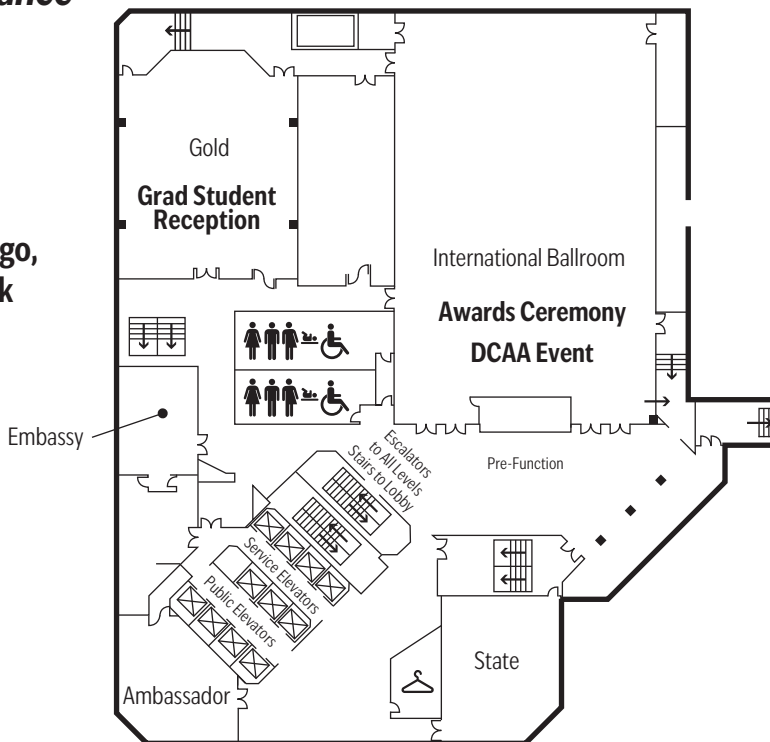 Gold
Grad Student
Reception
go,
k
International Ballroom
Awards Ceremony
DCAA Event
Embassy
Escalators
to All Levels
Stairs to Lobby
Pre-Function
Service Elevators
Public Elevators
State
Ambassador